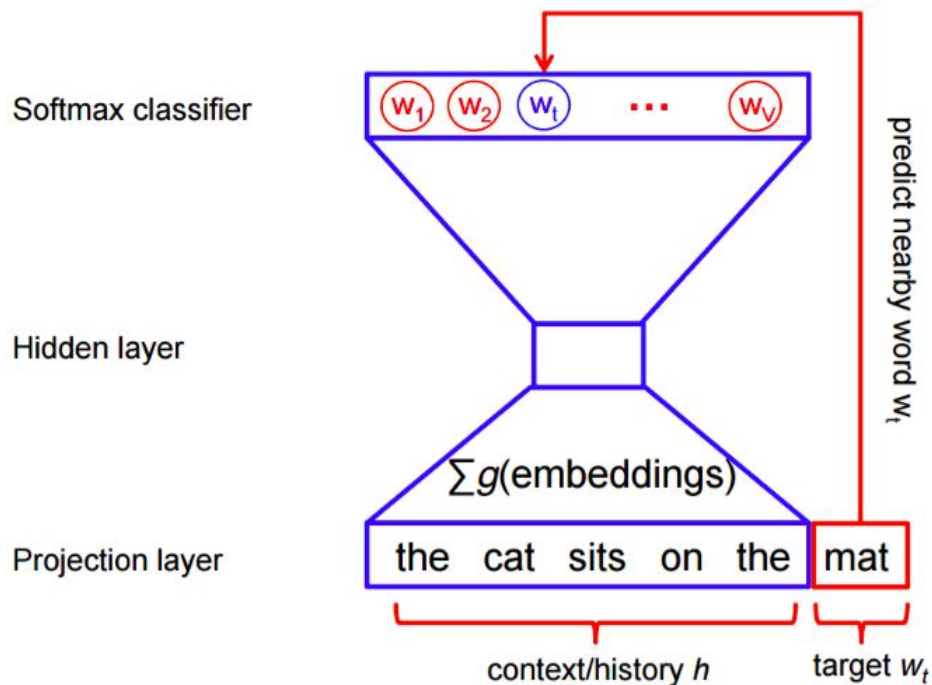 Softmax classifier
w1 w2 wt ... wV
predict nearby word wt
Hidden layer
∑g(embeddings)
Projection layer
the cat sits on the mat
context/history h
target wt